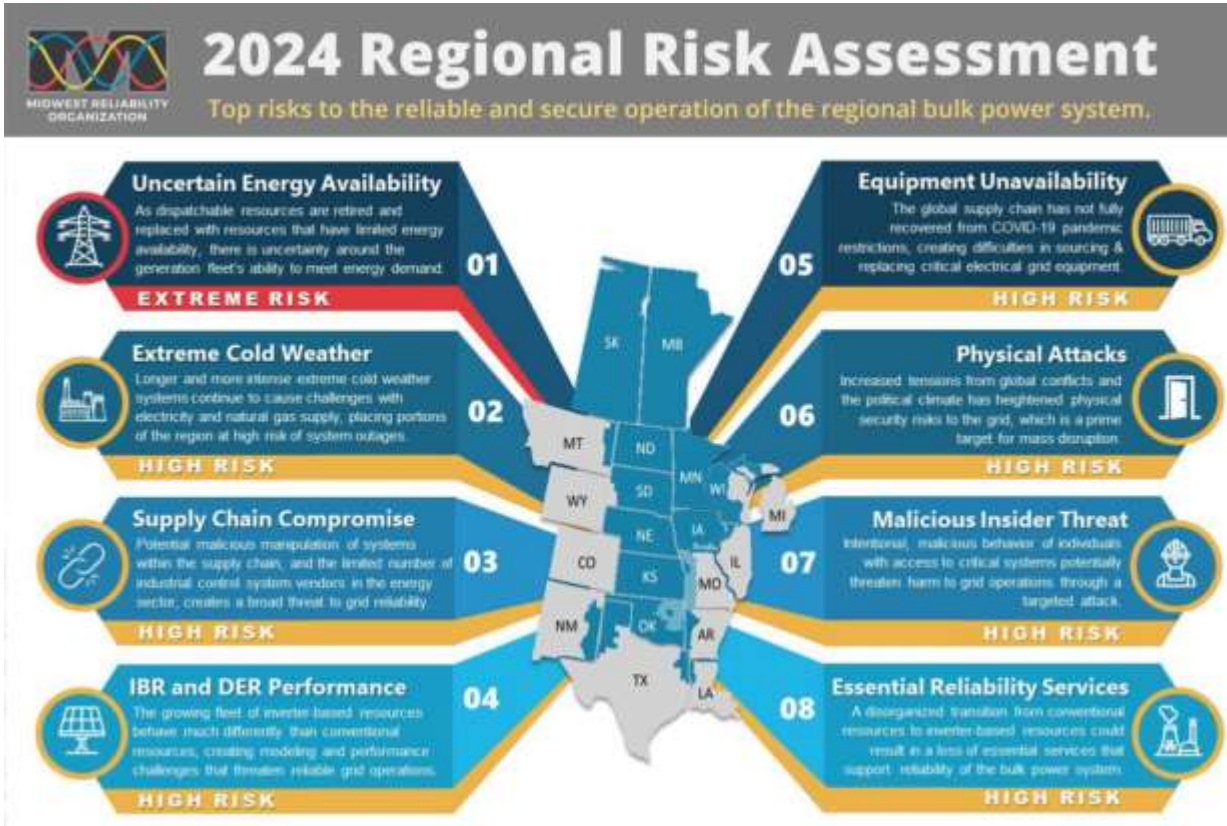 MIDWEST RELIABILITY
ORGANIZATION
2024 Regional Risk Assessment
Top risks to the reliable and secure operation of the regional bulk power system.
Uncertain Energy Availability
As dispatchable resources are retired and
replaced with resources that have limited energy
availability, there is uncertainty around the
generation fleet's ability to meet energy demand.
EXTREME RISK
01
Extreme Cold Weather
Longer and more intense extreme cold weather
systems continue to cause challenges with
electricity and natural gas supply, placing portions
of the region at high risk of system outages.
HIGH RISK
02
Supply Chain Compromise
Potential malicious manipulation of systems
within the supply chain, and the limited number of
industrial control system vendors in the energy
sector, creates a broad threat to grid reliability
HIGH RISK
03
IBR and DER Performance
The growing fleet of inverter-based resources
behave much differently than conventional
resources, creating modeling and performance
challenges that threaten reliable grid operations.
HIGH RISK
04
Equipment Unavailability
The global supply chain has not fully
recovered from COVID-19 pandemic
restrictions, creating difficulties in sourcing &
replacing critical electrical grid equipment.
HIGH RISK
05
Physical Attacks
Increased tensions from global conflicts and
the political climate has heightened physical
security risks to the grid, which is a prime
target for mass disruption.
HIGH RISK
06
Malicious Insider Threat
Intentional, malicious behavior of individuals
with access to critical systems potentially
threaten harm to grid operations through a
targeted attack.
HIGH RISK
07
Essential Reliability Services
A disorganized transition from conventional
resources to inverter-based resources could
result in a loss of essential services that
support reliability of the bulk power system.
HIGH RISK
08
SK
MB
MT
ND
MN
WI
MI
WY
SD
IA
NE
IL
CO
KS
MO
NM
OK
AR
TX
LA